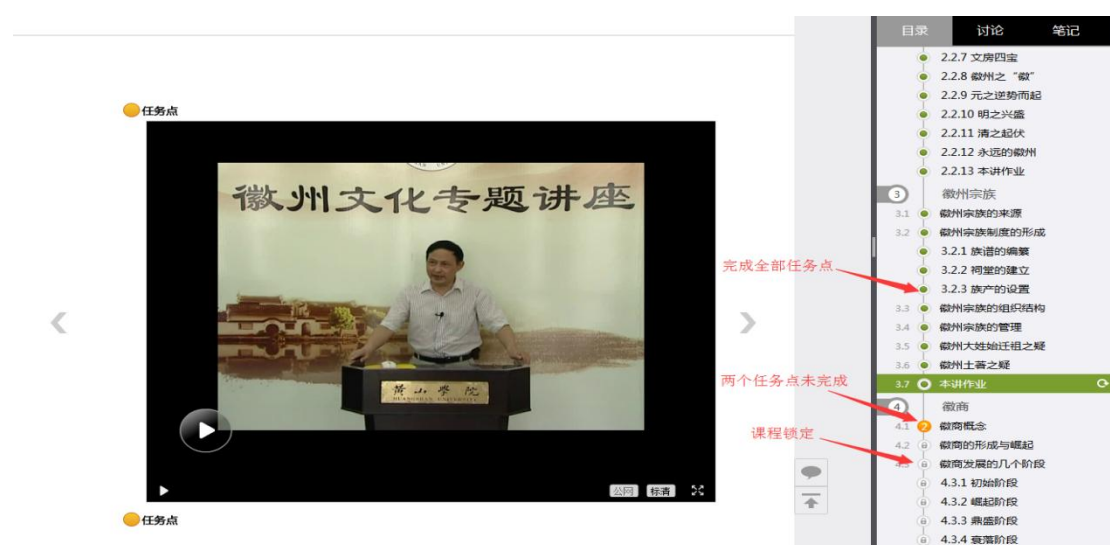 目录 讨论 笔记
2.2.7 文房四宝
2.2.8 徽州之“徽”
2.2.9 元之逆势而起
2.2.10 明之兴盛
2.2.11 清之起伏
2.2.12 永远的徽州
2.2.13 本讲作业
3 徽州宗族
3.1 徽州宗族的来源
3.2 徽州宗族制度的形成
3.2.1 族谱的编纂
3.2.2 祠堂的建立
3.2.3 族产的设置
3.3 徽州宗族的组织结构
3.4 徽州宗族的管理
3.5 徽州大姓始迁祖之疑
3.6 徽州土著之疑
3.7 本讲作业
4 徽商
4.1 2 徽商概念
4.2 徽商的形成与崛起
4.3 徽商发展的几个阶段
4.3.1 初始阶段
4.3.2 崛起阶段
4.3.3 鼎盛阶段
4.3.4 衰落阶段
完成全部任务点
两个任务点未完成
课程锁定
任务点
徽州文化专题讲座
黄山学院
HUANGSHAN UNIVERSITY
公网 标清
任务点